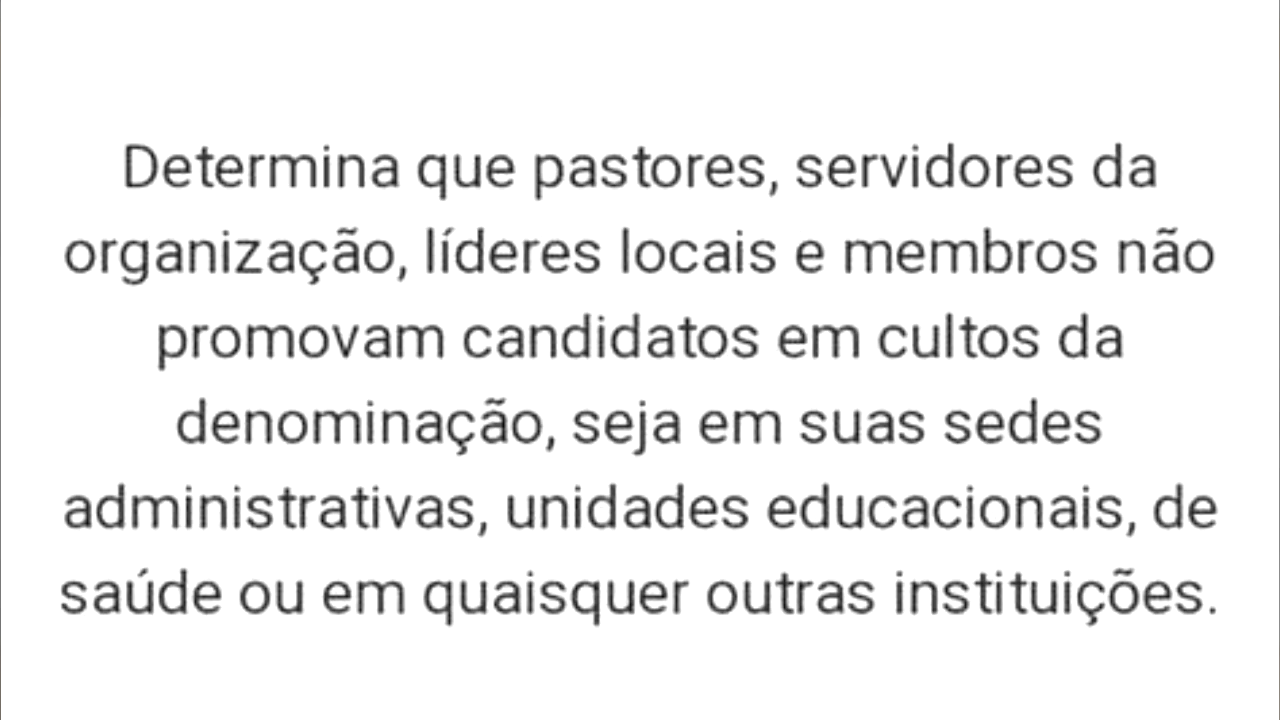 Determina que pastores, servidores da
organização, líderes locais e membros não
promovam candidatos em cultos da
denominação, seja em suas sedes
administrativas, unidades educacionais, de
saúde ou em quaisquer outras instituições.